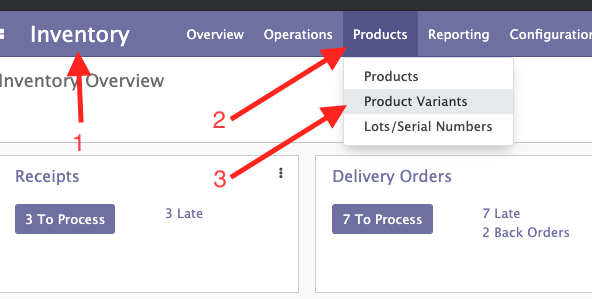 Inventory Overview Operations Products Reporting Configuration
Inventory Overview
Products
Product Variants
Lots/Serial Numbers
1
2
3
Receipts
3 To Process 3 Late
Delivery Orders
7 To Process 7 Late
2 Back Orders